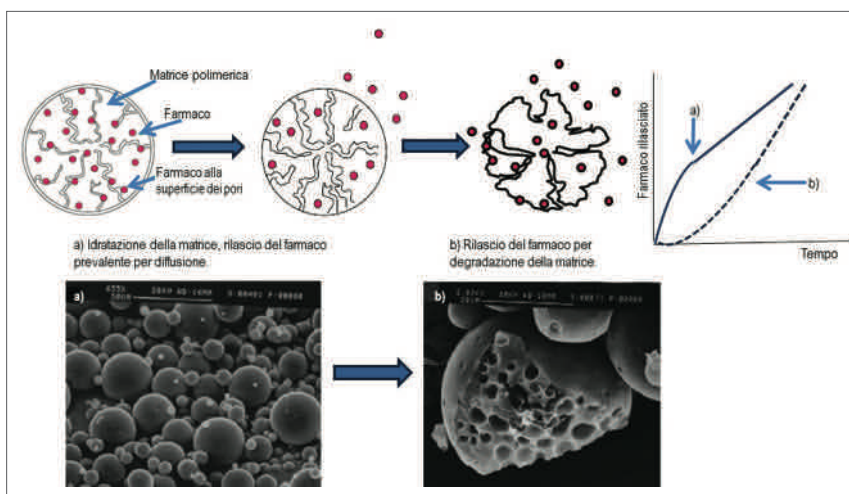 Matrice polimerica
Farmaco
Farmaco alla
superficie dei pori
a) Idratazione della matrice, rilascio del farmaco
prevalente per diffusione.
b) Rilascio del farmaco per
degradazione della matrice.
Farmaco rilasciato
a)
b)
Tempo
a)
b)